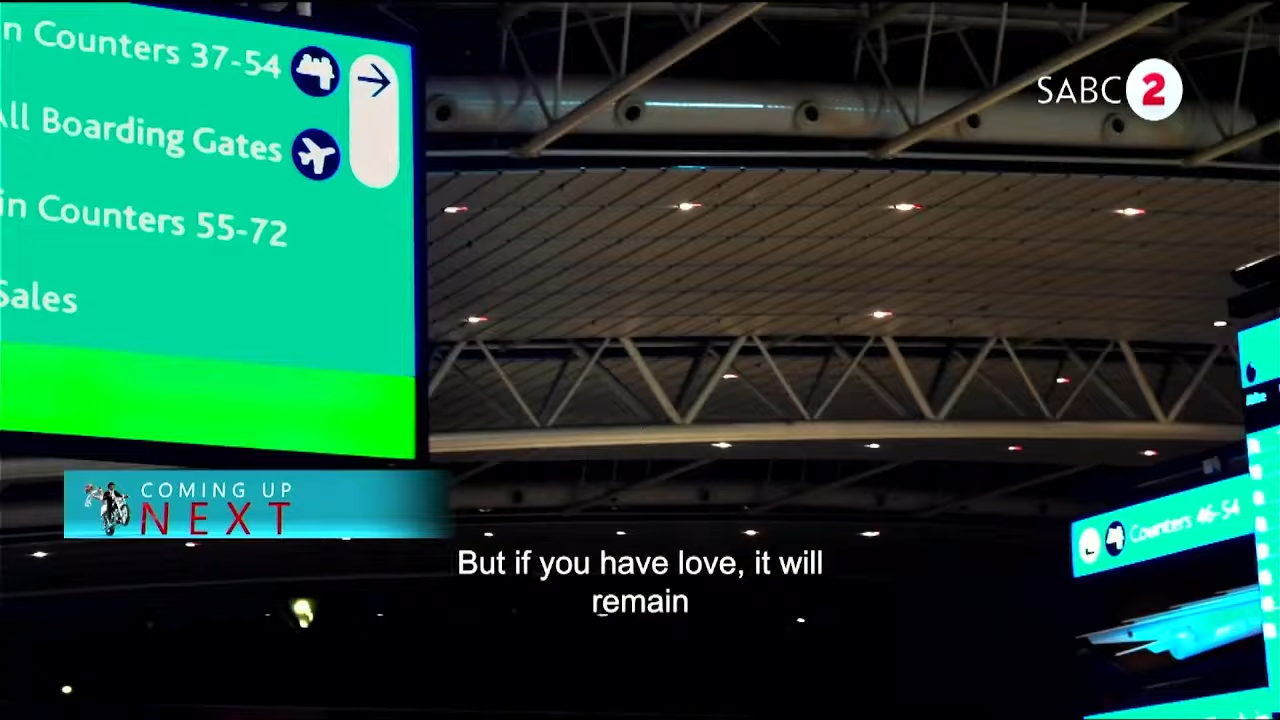 n Counters 37-54
All Boarding Gates
in Counters 55-72
Sales
SABC 2
COMING UP
NEXT
Counters 46-54
But if you have love, it will
remain